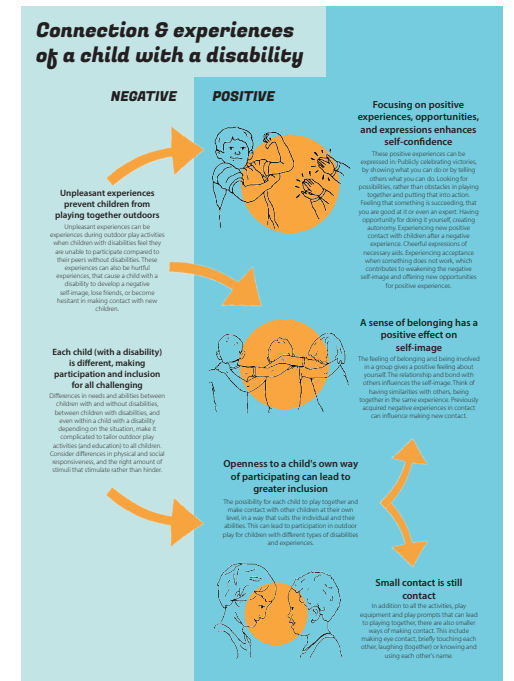 Connection & experiences
of a child with a disability
NEGATIVE
POSITIVE
Unpleasant experiences
prevent children from
playing together outdoors
Unpleasant experiences can be
experiences during outdoor play activities
when children with disabilities feel they
are unable to participate compared to
their peers without disabilities. These
experiences can also be hurtful
experiences, that cause a child with a
disability to develop a negative
self-image, lose friends, or become
hesitant in making contact with new
children.
Each child (with a disability)
is different, making
participation and inclusion
for all challenging
Differences in needs and abilities between
children with and without disabilities,
between children with disabilities, and
even within a child with a disability
depending on the situation, make it
complicated to tailor outdoor play
activities (and education) to all children.
Consider differences in physical and social
responsiveness, and the right amount of
stimuli that stimulate rather than hinder.
Focusing on positive
experiences, opportunities,
and expressions enhances
self-confidence
These positive experiences can be
expressed in: Publicly celebrating victories,
by showing what you can do or by telling
others what you can do. Looking for
possibilities, rather than obstacles in playing
together and putting that into action.
Feeling that something is succeeding, that
you are good at it or even an expert. Having
opportunity for doing it yourself, creating
autonomy. Experiencing new positive
contact with children after a negative
experience. Cheerful expressions of
necessary aids. Experiencing acceptance
when something does not work, which
contributes to weakening the negative
self-image and offering new opportunities
for positive experiences.
A sense of belonging has a
positive effect on
self-image
The feeling of belonging and being involved
in a group gives a positive feeling about
yourself. The relationship and bond with
others influences the self-image. Think of
having similarities with others, being
together in the same experience. Previously
acquired negative experiences in contact
can influence making new contact.
Openness to a child's own way
of participating can lead to
greater inclusion
The possibility for each child to play together and
make contact with other children at their own
level, in a way that suits the individual and their
abilities. This can lead to participation in outdoor
play for children with different types of disabilities
and experiences.
Small contact is still
contact
In addition to all the activities, play
equipment and play prompts that can lead
to playing together, there are also smaller
ways of making contact. This include
making eye contact, briefly touching each
other, laughing (together) or knowing and
using each other's name.